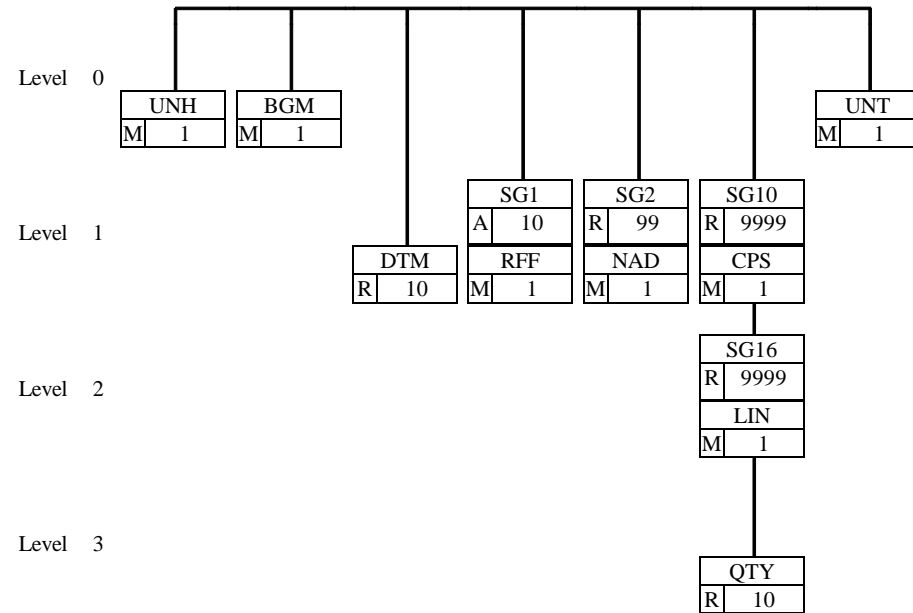 Level 0
UNH BGM UNT
M 1 M 1 M 1
SG1 SG2 SG10
A 10 R 99 R 9999
Level 1
DTM RFF NAD CPS
R 10 M 1 M 1 M 1
SG16
R 9999
Level 2
LIN
M 1
Level 3
QTY
R 10